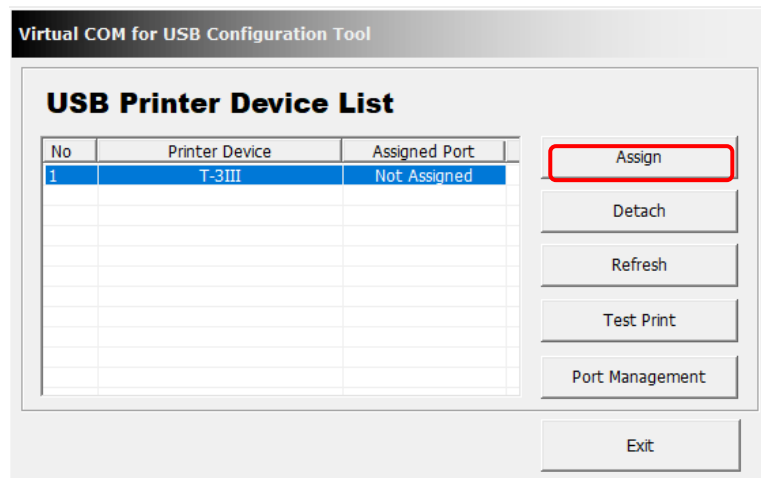 Virtual COM for USB Configuration Tool
USB Printer Device List
No Printer Device Assigned Port
1 T-3III Not Assigned
Assign
Detach
Refresh
Test Print
Port Management
Exit